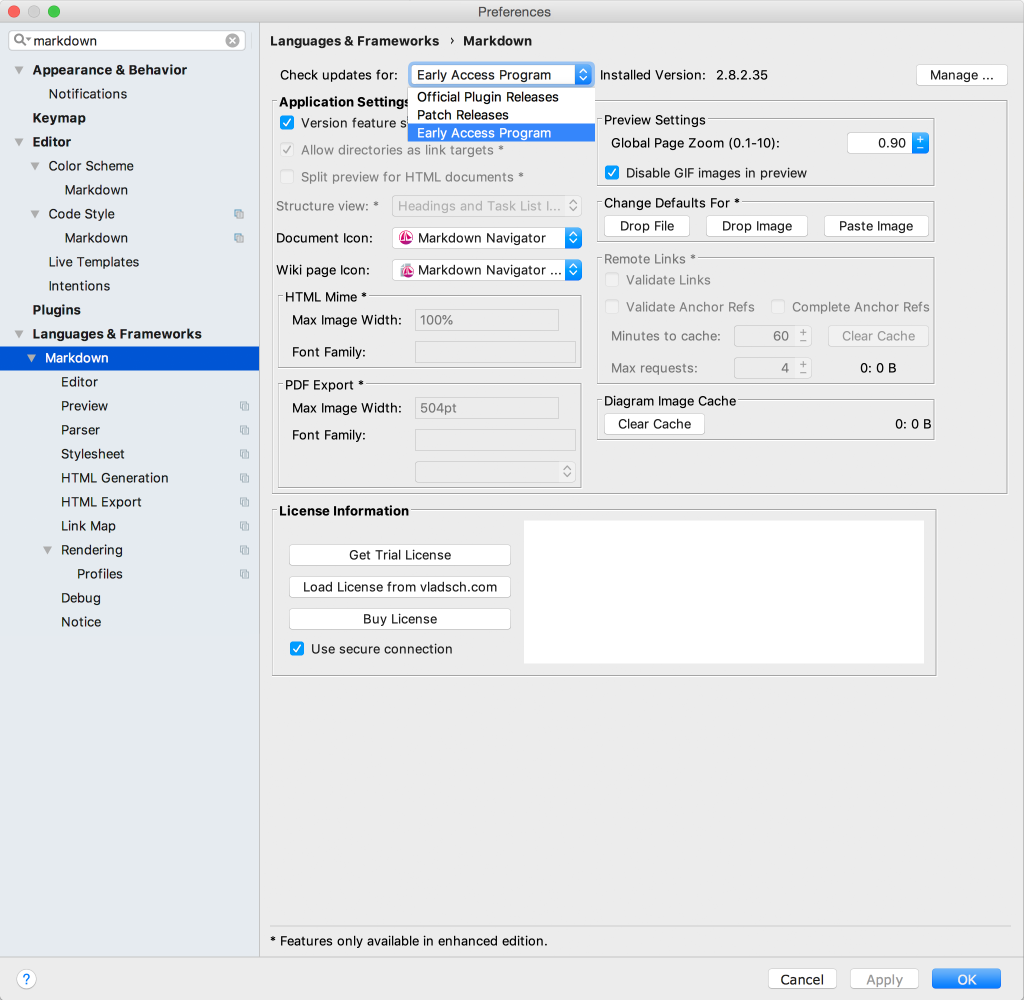 Preferences
markdown
Appearance & Behavior
Notifications
Keymap
Editor
Color Scheme
Markdown
Code Style
Markdown
Live Templates
Intentions
Plugins
Languages & Frameworks
Markdown
Editor
Preview
Parser
Stylesheet
HTML Generation
HTML Export
Link Map
Rendering
Profiles
Debug
Notice
Languages & Frameworks › Markdown
Check updates for: Early Access Program Installed Version: 2.8.2.35 Manage ...
Official Plugin Releases
Patch Releases
Early Access Program
Application Settings
Version feature s
Allow directories as link targets *
Split preview for HTML documents *
Structure view: * Headings and Task List I...
Document Icon: Markdown Navigator
Wiki page Icon: Markdown Navigator ...
HTML Mime *
Max Image Width: 100%
Font Family:
PDF Export *
Max Image Width: 504pt
Font Family:
Preview Settings
Global Page Zoom (0.1-10): 0.90
Disable GIF images in preview
Change Defaults For *
Drop File Drop Image Paste Image
Remote Links *
Validate Links
Validate Anchor Refs Complete Anchor Refs
Minutes to cache: 60 Clear Cache
Max requests: 4 0: 0 B
Diagram Image Cache
Clear Cache 0: 0 B
License Information
Get Trial License
Load License from vladsch.com
Buy License
Use secure connection
* Features only available in enhanced edition.
? Cancel Apply OK